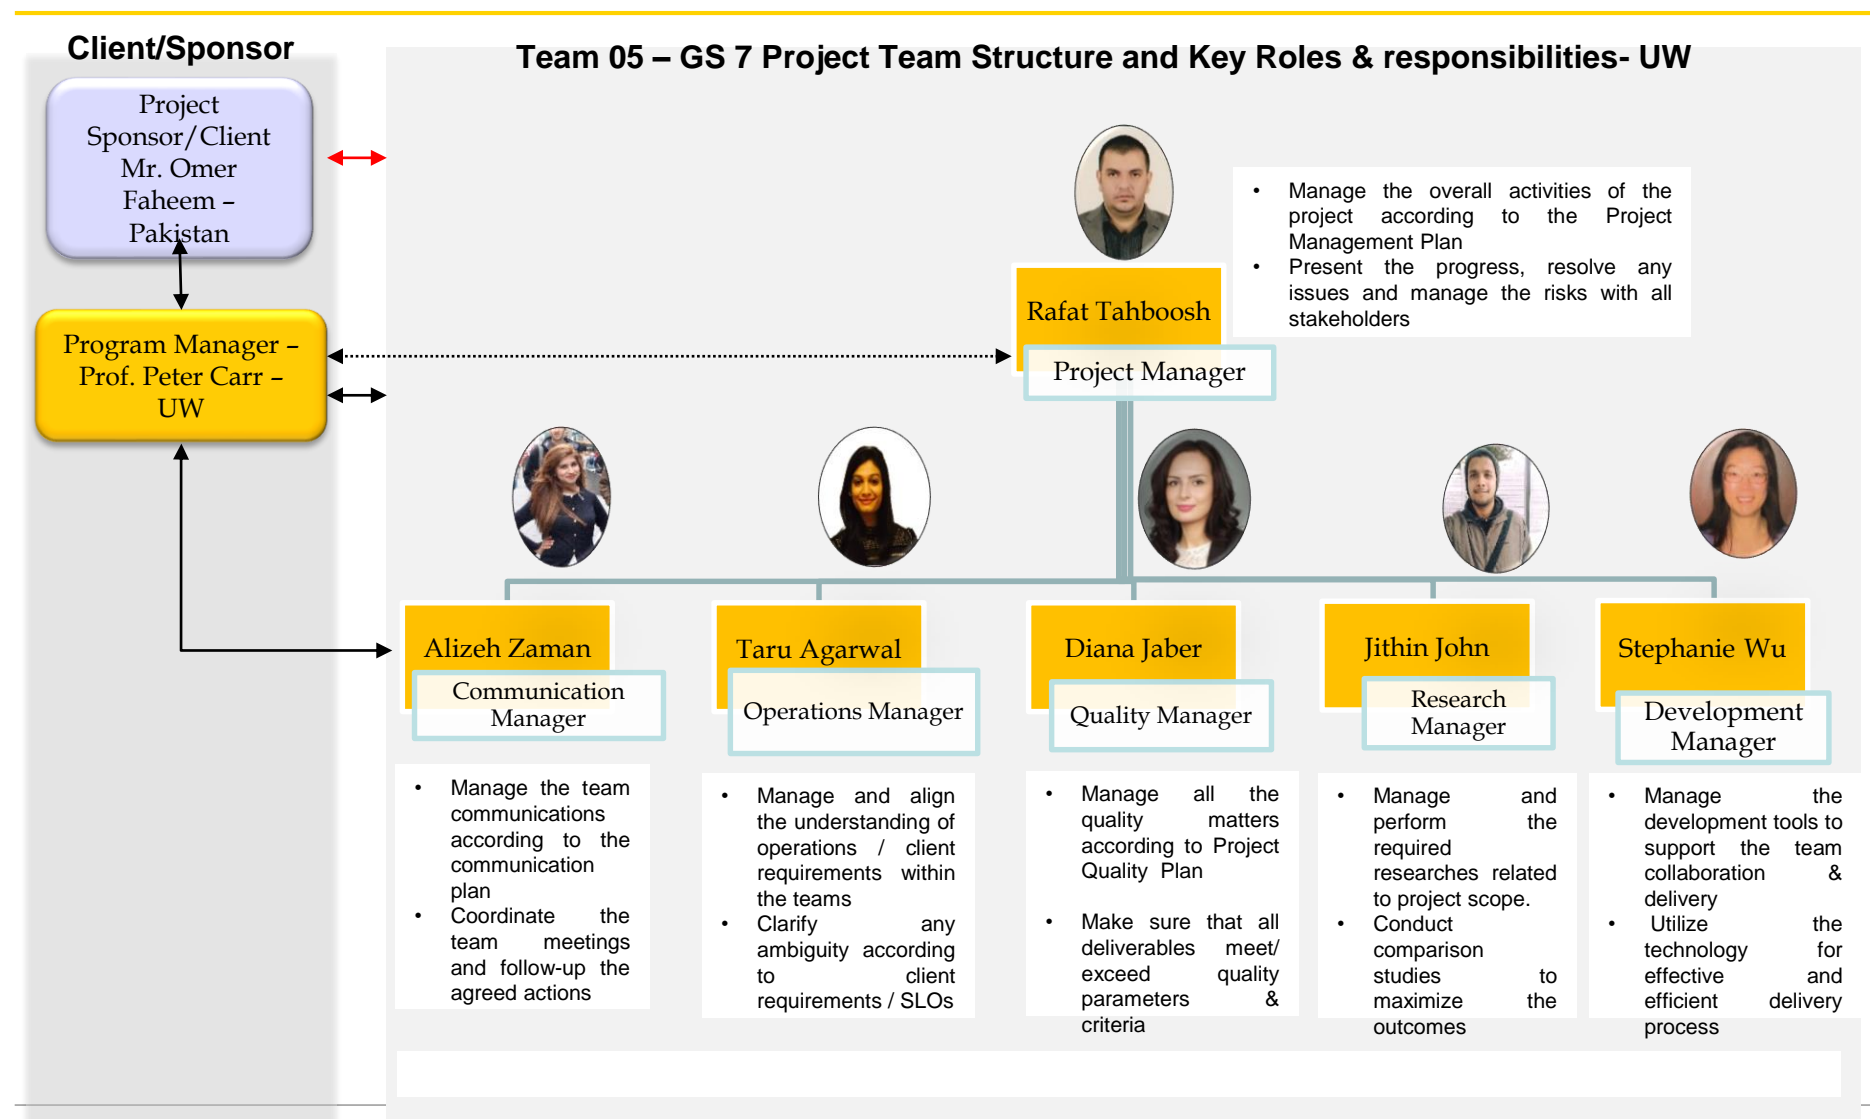 Client/Sponsor
Team 05 – GS 7 Project Team Structure and Key Roles & responsibilities- UW
Project
Sponsor/Client
Mr. Omer
Faheem –
Pakistan
• Manage the overall activities of the
project according to the Project
Management Plan
• Present the progress, resolve any
issues and manage the risks with all
stakeholders
Rafat Tahboosh
Project Manager
Program Manager –
Prof. Peter Carr –
UW
Alizeh Zaman
Communication
Manager
Taru Agarwal
Operations Manager
Diana Jaber
Quality Manager
Jithin John
Research
Manager
Stephanie Wu
Development
Manager
• Manage the team
communications
according to the
communication
plan
• Coordinate the
team meetings
and follow-up the
agreed actions
• Manage and align
the understanding of
operations / client
requirements within
the teams
• Clarify any
ambiguity according
to client
requirements / SLOs
• Manage all the
quality matters
according to Project
Quality Plan
• Make sure that all
deliverables meet/
exceed quality
parameters &
criteria
• Manage and
perform the
required
researches related
to project scope.
• Conduct
comparison
studies to
maximize the
outcomes
• Manage the
development tools to
support the team
collaboration &
delivery
• Utilize the
technology for
effective and
efficient delivery
process